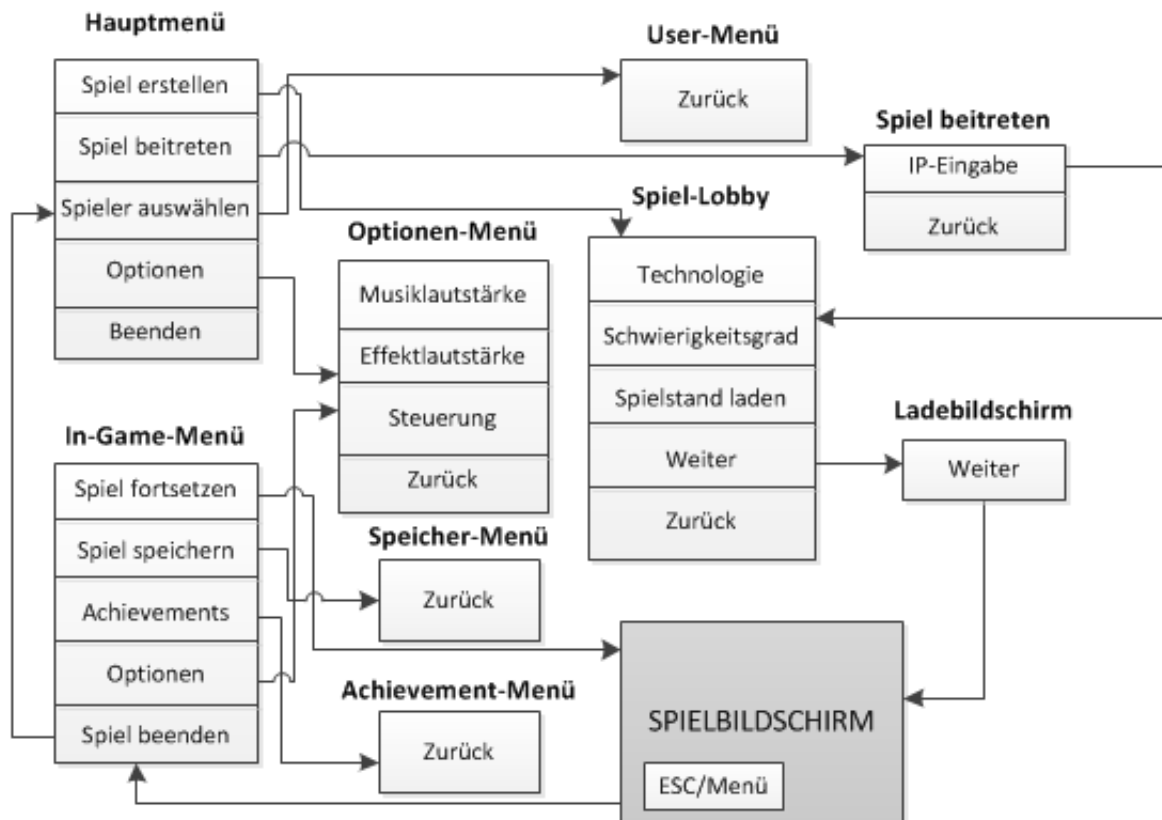 Hauptmenü
Spiel erstellen
Spiel beitreten
Spieler auswählen
Optionen
Beenden
User-Menü
Zurück
Spiel beitreten
IP-Eingabe
Zurück
Optionen-Menü
Musiklautstärke
Effektlautstärke
Steuerung
Zurück
Spiel-Lobby
Technologie
Schwierigkeitsgrad
Spielstand laden
Weiter
Zurück
Ladebildschirm
Weiter
In-Game-Menü
Spiel fortsetzen
Spiel speichern
Achievements
Optionen
Spiel beenden
Speicher-Menü
Zurück
Achievement-Menü
Zurück
SPIELBILDSCHIRM
ESC/Menü